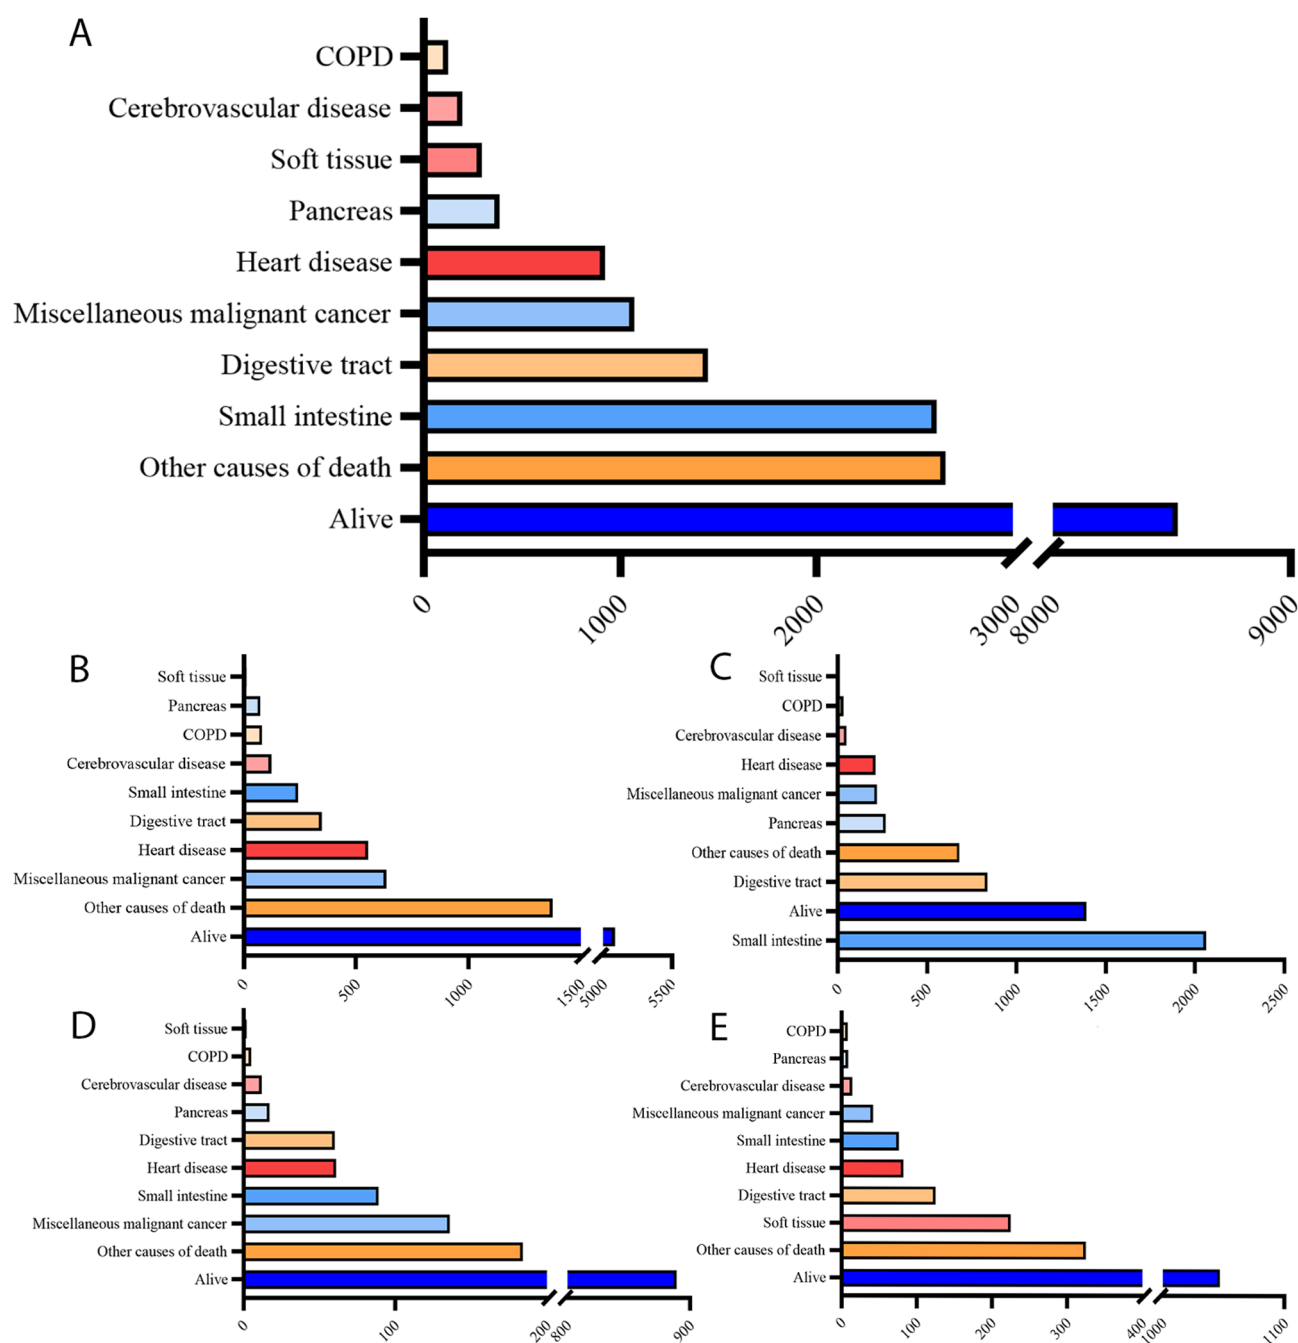 A
COPD
Cerebrovascular disease
Soft tissue
Pancreas
Heart disease
Miscellaneous malignant cancer
Digestive tract
Small intestine
Other causes of death
Alive
0 1000 2000 3000 8000 9000
B
Soft tissue
Pancreas
COPD
Cerebrovascular disease
Small intestine
Digestive tract
Heart disease
Miscellaneous malignant cancer
Other causes of death
Alive
0 500 1000 1500 5000 5500
C
Soft tissue
COPD
Cerebrovascular disease
Heart disease
Miscellaneous malignant cancer
Pancreas
Other causes of death
Digestive tract
Alive
Small intestine
0 500 1000 1500 2000 2500
D
Soft tissue
COPD
Cerebrovascular disease
Pancreas
Digestive tract
Heart disease
Small intestine
Miscellaneous malignant cancer
Other causes of death
Alive
0 100 200 800 900
E
COPD
Pancreas
Cerebrovascular disease
Miscellaneous malignant cancer
Small intestine
Heart disease
Digestive tract
Soft tissue
Other causes of death
Alive
0 100 200 300 400 1000 1100